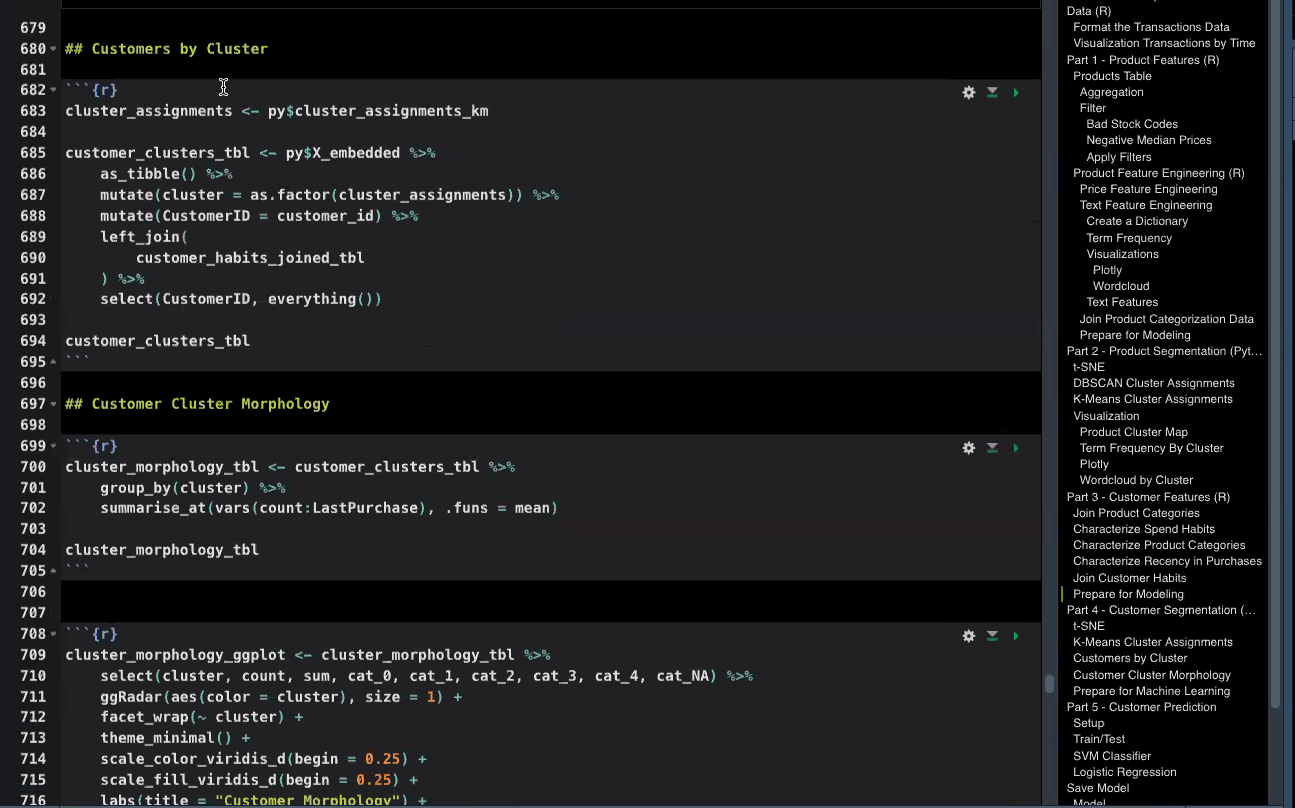 679
680 ## Customers by Cluster
681
682 ```{r}
683 cluster_assignments <- py$cluster_assignments_km
684
685 customer_clusters_tbl <- py$X_embedded %>%
686     as_tibble() %>%
687     mutate(cluster = as.factor(cluster_assignments)) %>%
688     mutate(CustomerID = customer_id) %>%
689     left_join(
690         customer_habits_joined_tbl
691     ) %>%
692     select(CustomerID, everything())
693
694 customer_clusters_tbl
695 ```
696
697 ## Customer Cluster Morphology
698
699 ```{r}
700 cluster_morphology_tbl <- customer_clusters_tbl %>%
701     group_by(cluster) %>%
702     summarise_at(vars(count:LastPurchase), .funs = mean)
703
704 cluster_morphology_tbl
705 ```
706
707
708 ```{r}
709 cluster_morphology_ggplot <- cluster_morphology_tbl %>%
710     select(cluster, count, sum, cat_0, cat_1, cat_2, cat_3, cat_4, cat_NA) %>%
711     ggRadar(aes(color = cluster), size = 1) +
712     facet_wrap(~ cluster) +
713     theme_minimal() +
714     scale_color_viridis_d(begin = 0.25) +
715     scale_fill_viridis_d(begin = 0.25) +
716     labs(title = "Customer Morphology") +
Data (R)
Format the Transactions Data
Visualization Transactions by Time
Part 1 - Product Features (R)
Products Table
Aggregation
Filter
Bad Stock Codes
Negative Median Prices
Apply Filters
Product Feature Engineering (R)
Price Feature Engineering
Text Feature Engineering
Create a Dictionary
Term Frequency
Visualizations
Plotly
Wordcloud
Text Features
Join Product Categorization Data
Prepare for Modeling
Part 2 - Product Segmentation (Pyt...
t-SNE
DBSCAN Cluster Assignments
K-Means Cluster Assignments
Visualization
Product Cluster Map
Term Frequency By Cluster
Plotly
Wordcloud by Cluster
Part 3 - Customer Features (R)
Join Product Categories
Characterize Spend Habits
Characterize Product Categories
Characterize Recency in Purchases
Join Customer Habits
Prepare for Modeling
Part 4 - Customer Segmentation (...
t-SNE
K-Means Cluster Assignments
Customers by Cluster
Customer Cluster Morphology
Prepare for Machine Learning
Part 5 - Customer Prediction
Setup
Train/Test
SVM Classifier
Logistic Regression
Save Model
Model